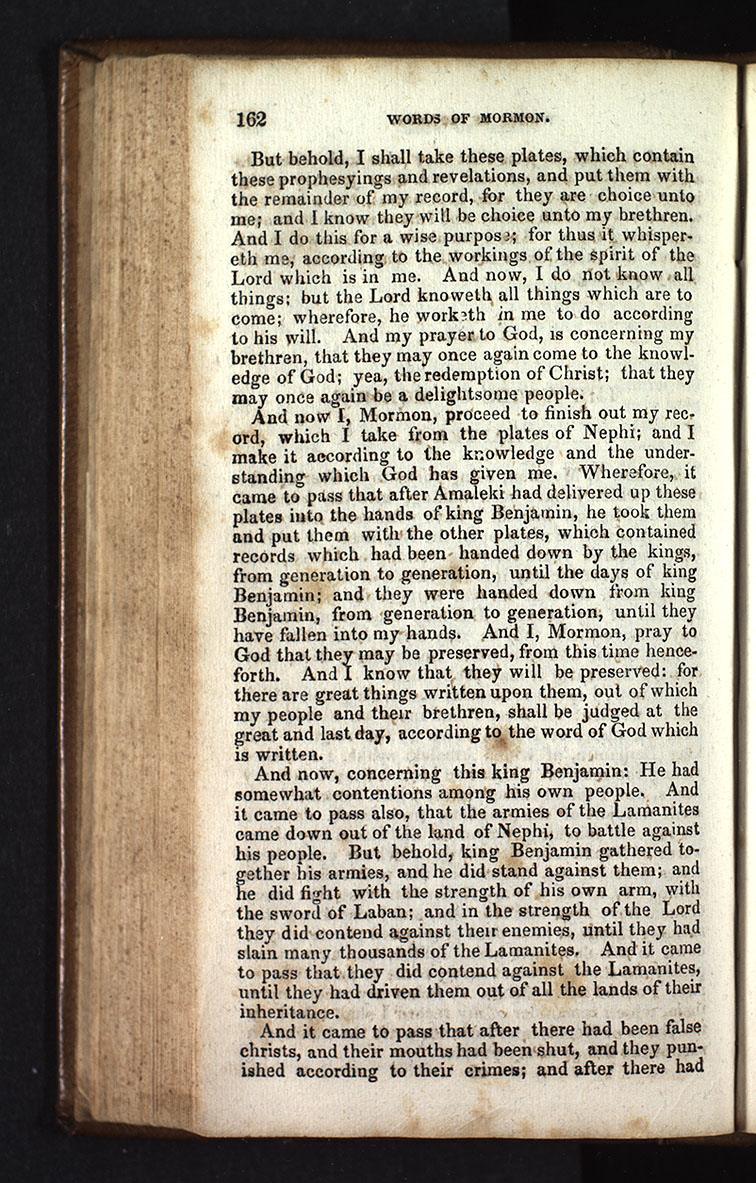 162 WORDS OF MORMON.
But behold, I shall take these plates, which contain
these prophesyings and revelations, and put them with
the remainder of my record, for they are choice unto
me; and I know they will be choice unto my brethren.
And I do this for a wise purpose; for thus it whisper-
eth me, according to the workings of the spirit of the
Lord which is in me. And now, I do not know all
things; but the Lord knoweth all things which are to
come; wherefore, he worketh in me to do according
to his will. And my prayer to God, is concerning my
brethren, that they may once again come to the knowl-
edge of God; yea, the redemption of Christ; that they
may once again be a delightsome people.
And now I, Mormon, proceed to finish out my rec-
ord, which I take from the plates of Nephi; and I
make it according to the knowledge and the under-
standing which God has given me. Wherefore, it
came to pass that after Amaleki had delivered up these
plates into the hands of king Benjamin, he took them
and put them with the other plates, which contained
records which had been handed down by the kings,
from generation to generation, until the days of king
Benjamin; and they were handed down from king
Benjamin, from generation to generation, until they
have fallen into my hands. And I, Mormon, pray to
God that they may be preserved, from this time hence-
forth. And I know that they will be preserved: for
there are great things written upon them, out of which
my people and their brethren, shall be judged at the
great and last day, according to the word of God which
is written.
And now, concerning this king Benjamin: He had
somewhat contentions among his own people. And
it came to pass also, that the armies of the Lamanites
came down out of the land of Nephi, to battle against
his people. But behold, king Benjamin gathered to-
gether his armies, and he did stand against them; and
he did fight with the strength of his own arm, with
the sword of Laban; and in the strength of the Lord
they did contend against their enemies, until they had
slain many thousands of the Lamanites. And it came
to pass that they did contend against the Lamanites,
until they had driven them out of all the lands of their
inheritance.
And it came to pass that after there had been false
christs, and their mouths had been shut, and they pun-
ished according to their crimes; and after there had